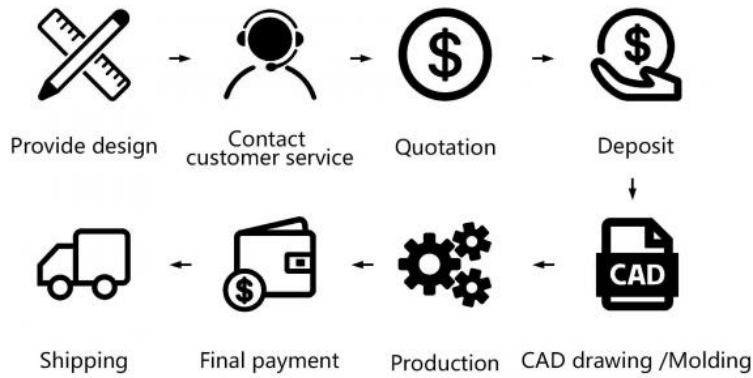 $
$
Provide design
Contact
customer service
Quotation
Deposit
$
CAD
Shipping
Final payment
Production
CAD drawing /Molding